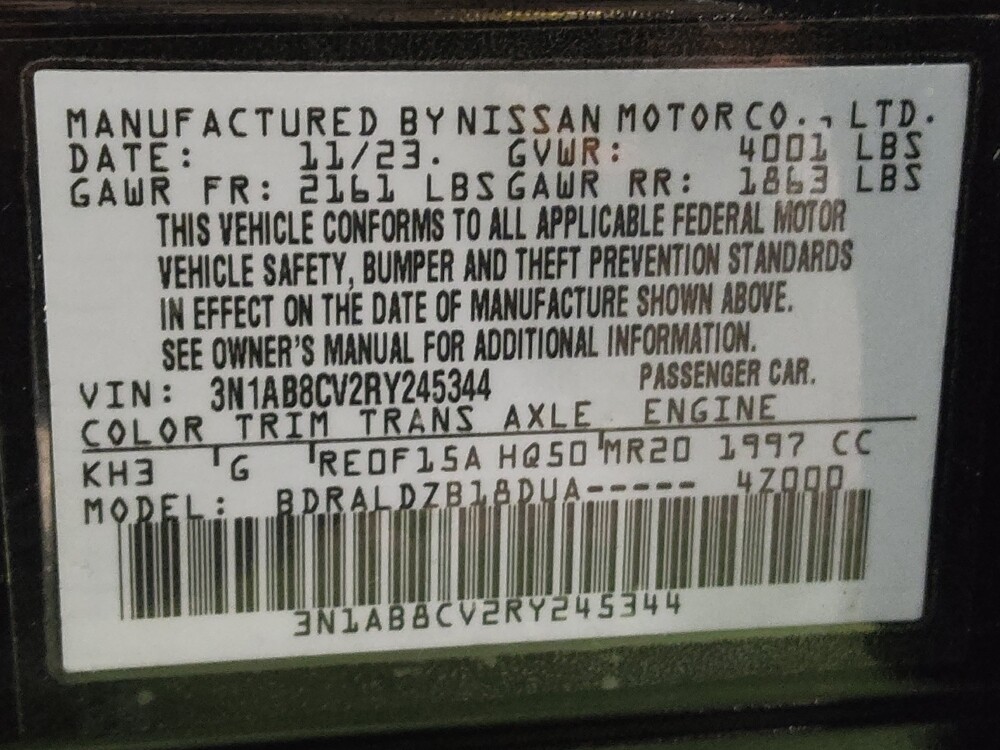 MANUFACTURED BY NISSAN MOTOR CO., LTD.
DATE: 11/23. GVWR: 4001 LBS
GAWR FR: 2161 LBS GAWR RR: 1863 LBS
THIS VEHICLE CONFORMS TO ALL APPLICABLE FEDERAL MOTOR
VEHICLE SAFETY, BUMPER AND THEFT PREVENTION STANDARDS
IN EFFECT ON THE DATE OF MANUFACTURE SHOWN ABOVE.
SEE OWNER'S MANUAL FOR ADDITIONAL INFORMATION.
VIN: 3N1AB8CV2RY245344 PASSENGER CAR.
COLOR TRIM TRANS AXLE ENGINE
KH3 G RE0F15A HQ50 MR20 1997 CC
MODEL: BDRALDZB18DUA----- 4Z000
3N1AB8CV2RY245344